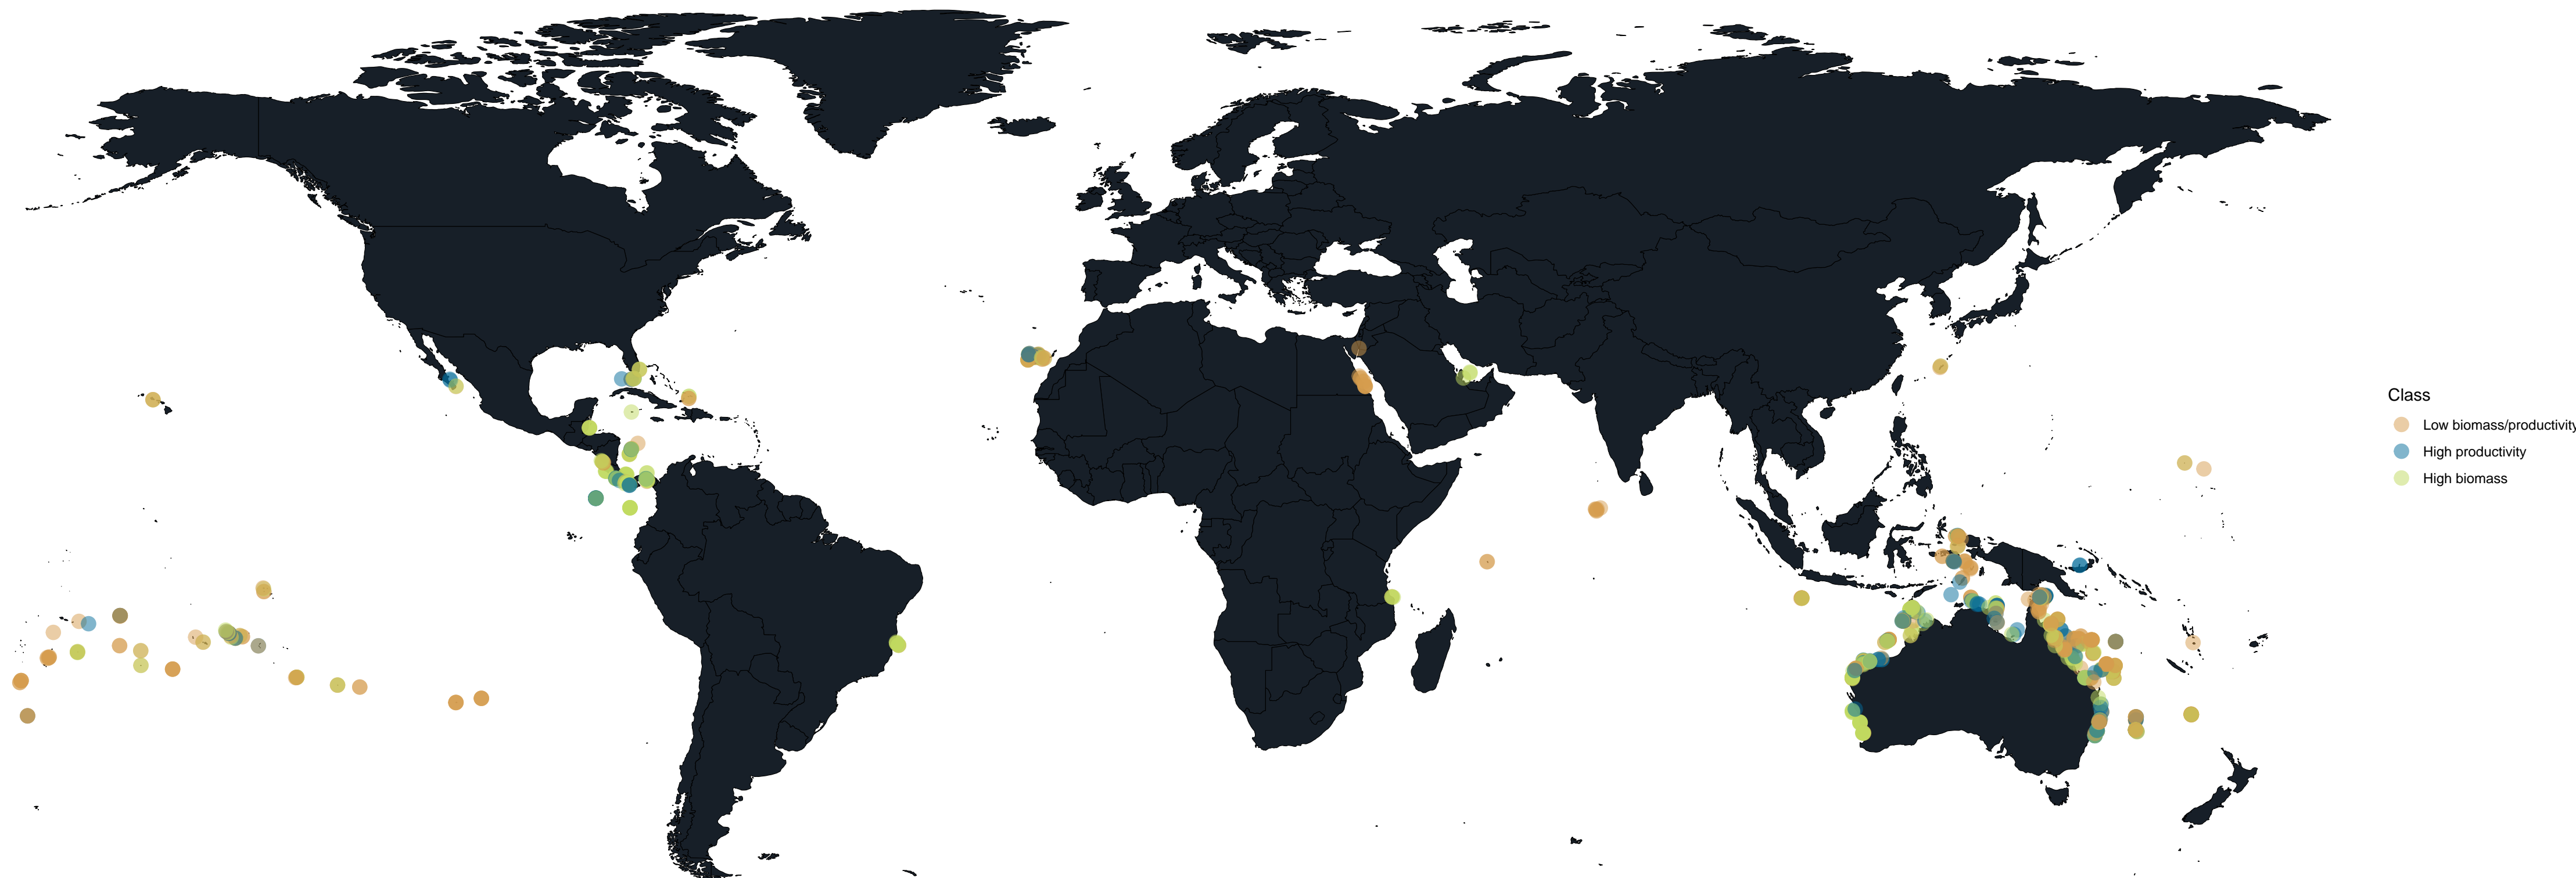 Class
Low biomass/productivity
High productivity
High biomass